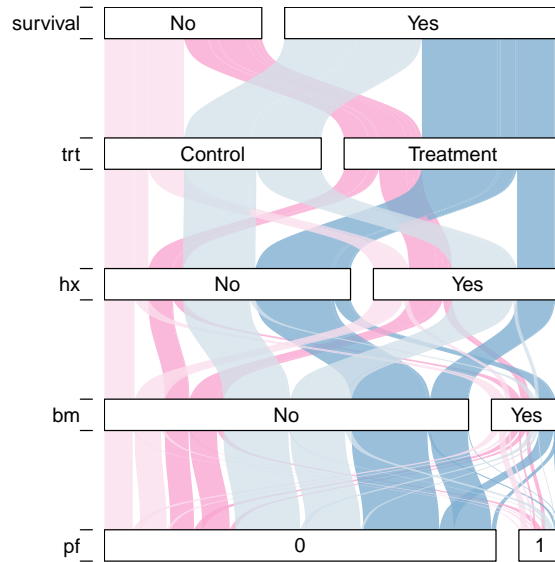 survival No Yes
trt Control Treatment
hx No Yes
bm No Yes
pf 0 1